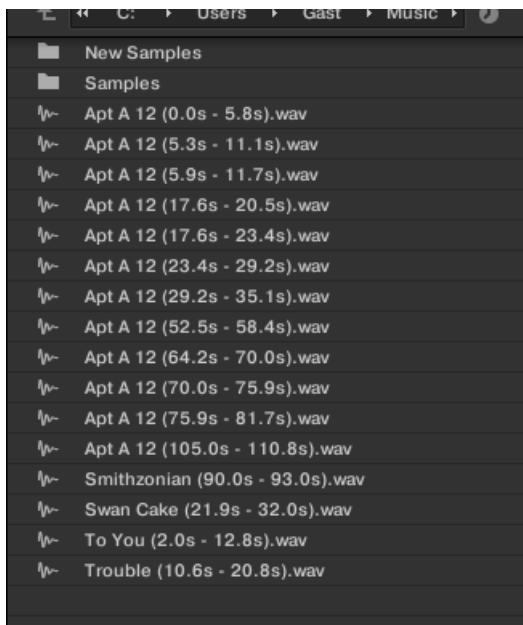 C: Users Gast Music
New Samples
Samples
Apt A 12 (0.0s - 5.8s).wav
Apt A 12 (5.3s - 11.1s).wav
Apt A 12 (5.9s - 11.7s).wav
Apt A 12 (17.6s - 20.5s).wav
Apt A 12 (17.6s - 23.4s).wav
Apt A 12 (23.4s - 29.2s).wav
Apt A 12 (29.2s - 35.1s).wav
Apt A 12 (52.5s - 58.4s).wav
Apt A 12 (64.2s - 70.0s).wav
Apt A 12 (70.0s - 75.9s).wav
Apt A 12 (75.9s - 81.7s).wav
Apt A 12 (105.0s - 110.8s).wav
Smithzonian (90.0s - 93.0s).wav
Swan Cake (21.9s - 32.0s).wav
To You (2.0s - 12.8s).wav
Trouble (10.6s - 20.8s).wav